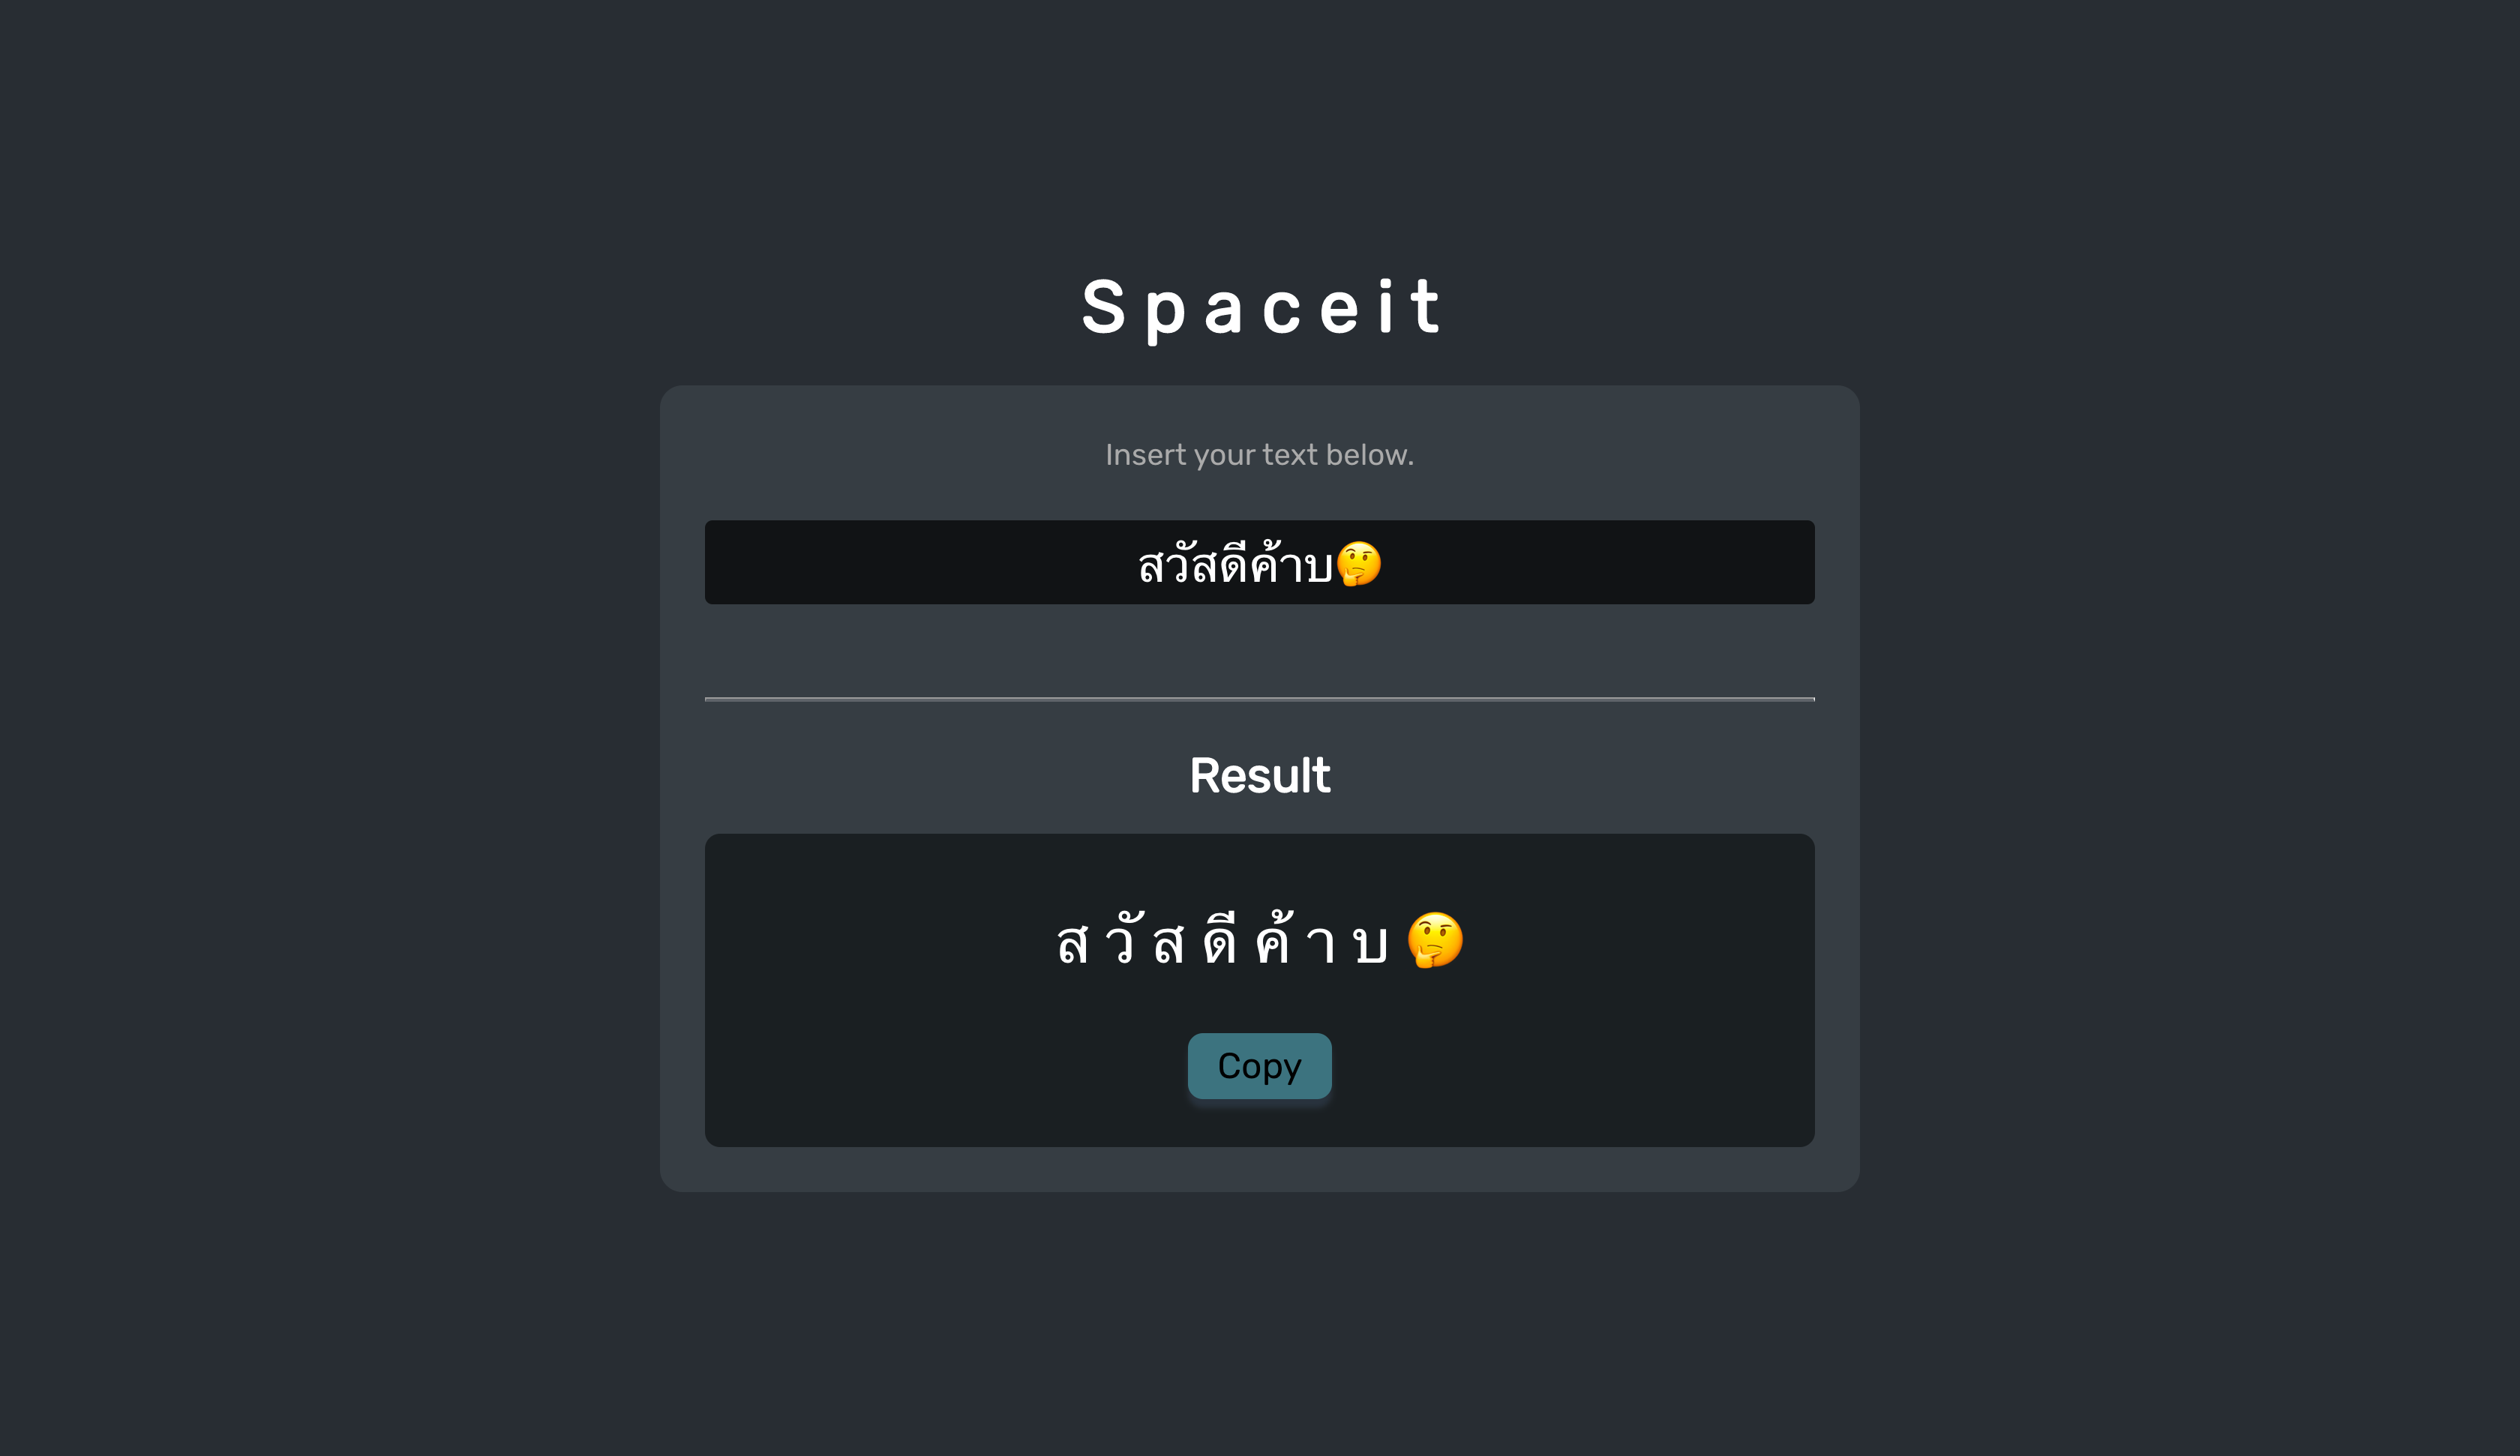 Spaceit
Insert your text below.
สวัสดีค้าบ🤔
Result
ส วั ส ดี ค้ า บ 🤔
Copy